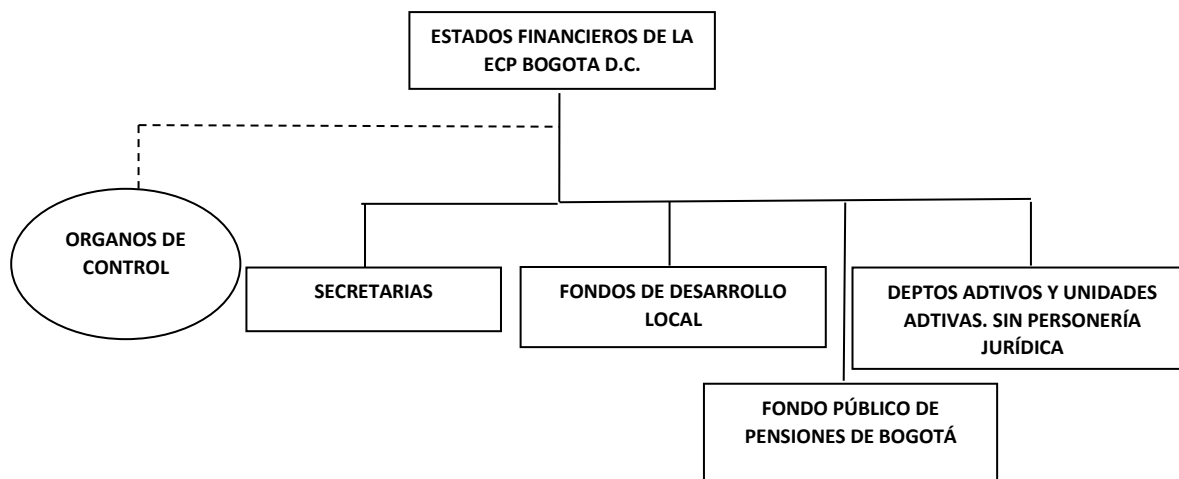 ESTADOS FINANCIEROS DE LA
ECP BOGOTA D.C.
ORGANOS DE
CONTROL
SECRETARIAS
FONDOS DE DESARROLLO
LOCAL
DEPTOS ADTIVOS Y UNIDADES
ADTIVAS. SIN PERSONERÍA
JURÍDICA
FONDO PÚBLICO DE
PENSIONES DE BOGOTÁ